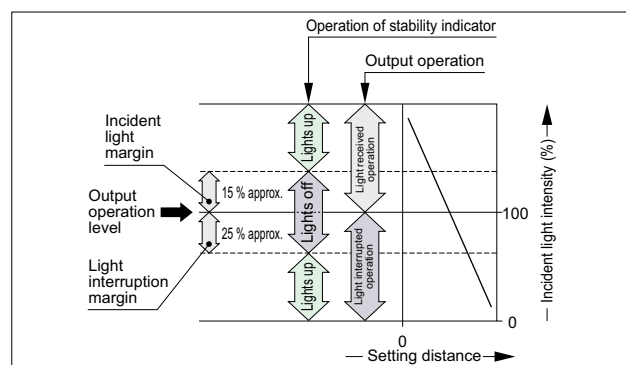 Operation of stability indicator
Output operation
Incident
light
margin
Output
operation
level
Light
interruption
margin
15 % approx.
25 % approx.
Lights up
Lights off
Lights up
Light received
operation
Light interrupted
operation
100
0
Incident light intensity (%)
0
Setting distance